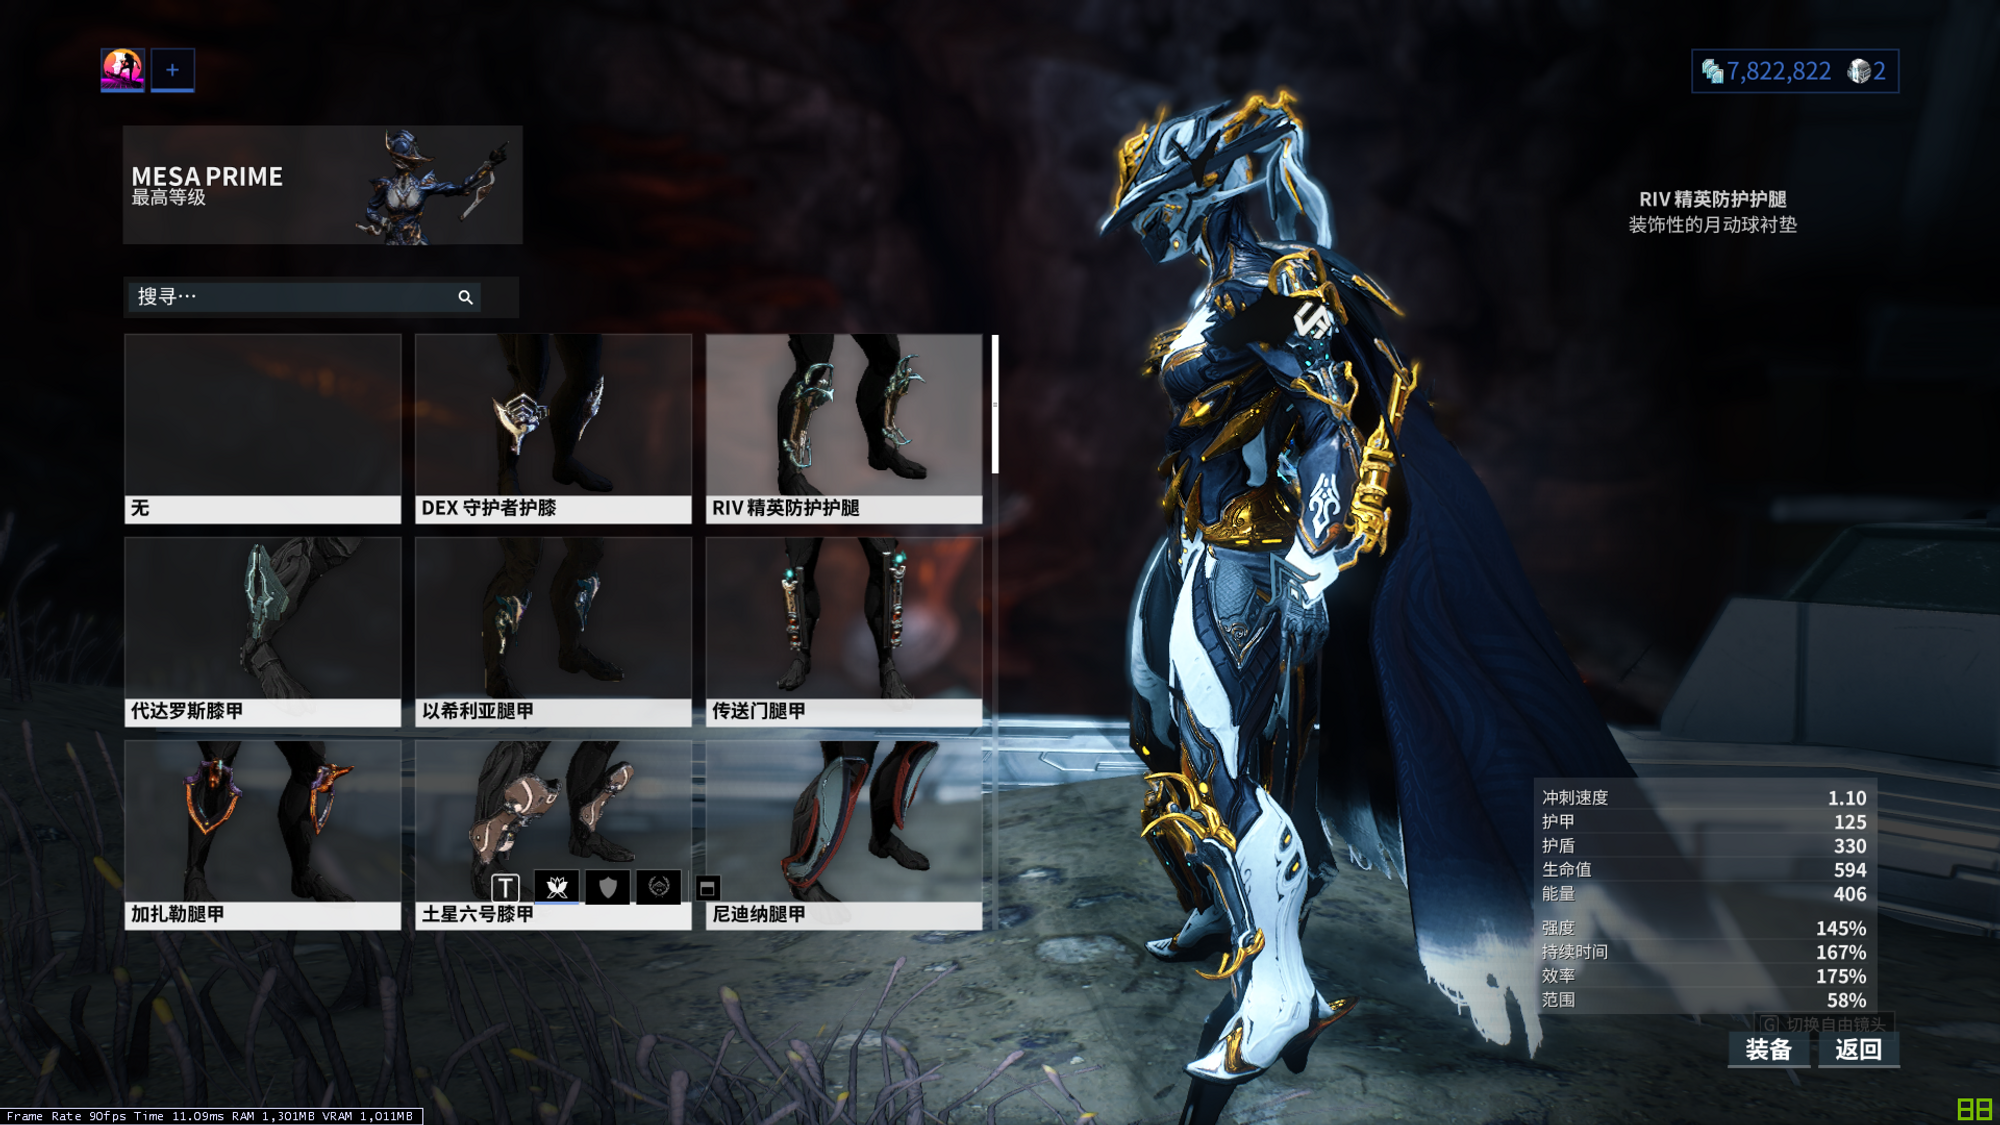 +
7,822,822 2
MESA PRIME
最高等级
RIV 精英防护护腿
装饰性的月动球衬垫
搜寻…
无
DEX 守护者护膝
RIV 精英防护护腿
代达罗斯膝甲
以希利亚腿甲
传送门腿甲
加扎勒腿甲
T
土星六号膝甲
尼迪纳腿甲
冲刺速度 1.10
护甲 125
护盾 330
生命值 594
能量 406
强度 145%
持续时间 167%
效率 175%
范围 58%
G 切换自由镜头
装备 返回
Frame Rate 90fps Time 11.09ms RAM 1,301MB VRAM 1,011MB
88